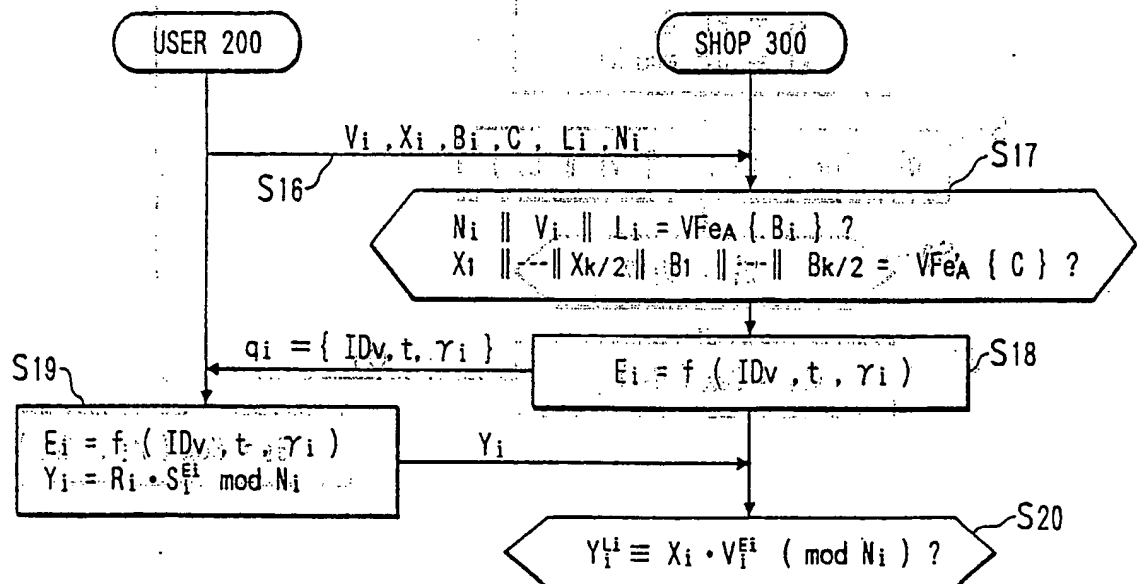 USER 200
SHOP 300
Vi , Xi , Bi , C , Li , Ni
S16
S17
Ni ‖ Vi ‖ Li = VFeA { Bi } ?
X1 ‖---‖ Xk/2 ‖ B1 ‖---‖ Bk/2 = VFe'A { C } ?
qi = { IDv, t, γi }
S18
Ei = f ( IDv , t , γi )
S19
Ei = f ( IDv , t , γi )
Yi = Ri · Si^Ei mod Ni
Yi
S20
Yi^Li ≡ Xi · Vi^Ei ( mod Ni ) ?